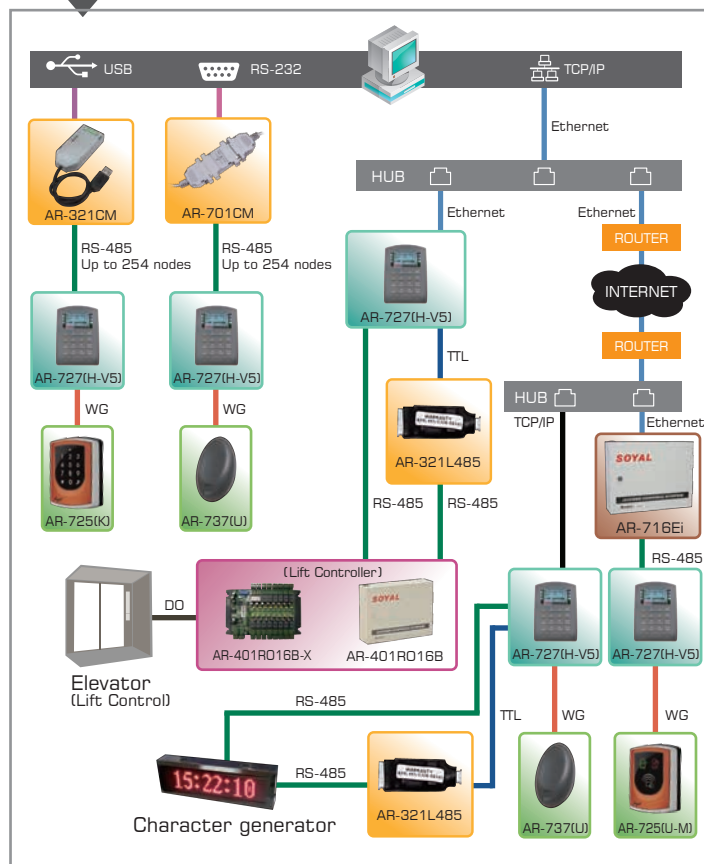 USB
RS-232
TCP/IP
Ethernet
HUB
AR-321CM
AR-701CM
Ethernet
Ethernet
RS-485
Up to 254 nodes
RS-485
Up to 254 nodes
ROUTER
INTERNET
AR-727(H-V5)
ROUTER
AR-727(H-V5)
AR-727(H-V5)
TTL
HUB
WG
WG
TCP/IP
Ethernet
SOYAL
AR-321L485
AR-725(K)
AR-737(U)
RS-485
RS-485
AR-716Ei
RS-485
(Lift Controller)
DO
SOYAL
AR-401RO16B-X
AR-401RO16B
AR-727(H-V5)
AR-727(H-V5)
Elevator
(Lift Control)
RS-485
TTL
WG
WG
WARRANTY
15:22:10
RS-485
Character generator
AR-321L485
AR-737(U)
AR-725(U-M)